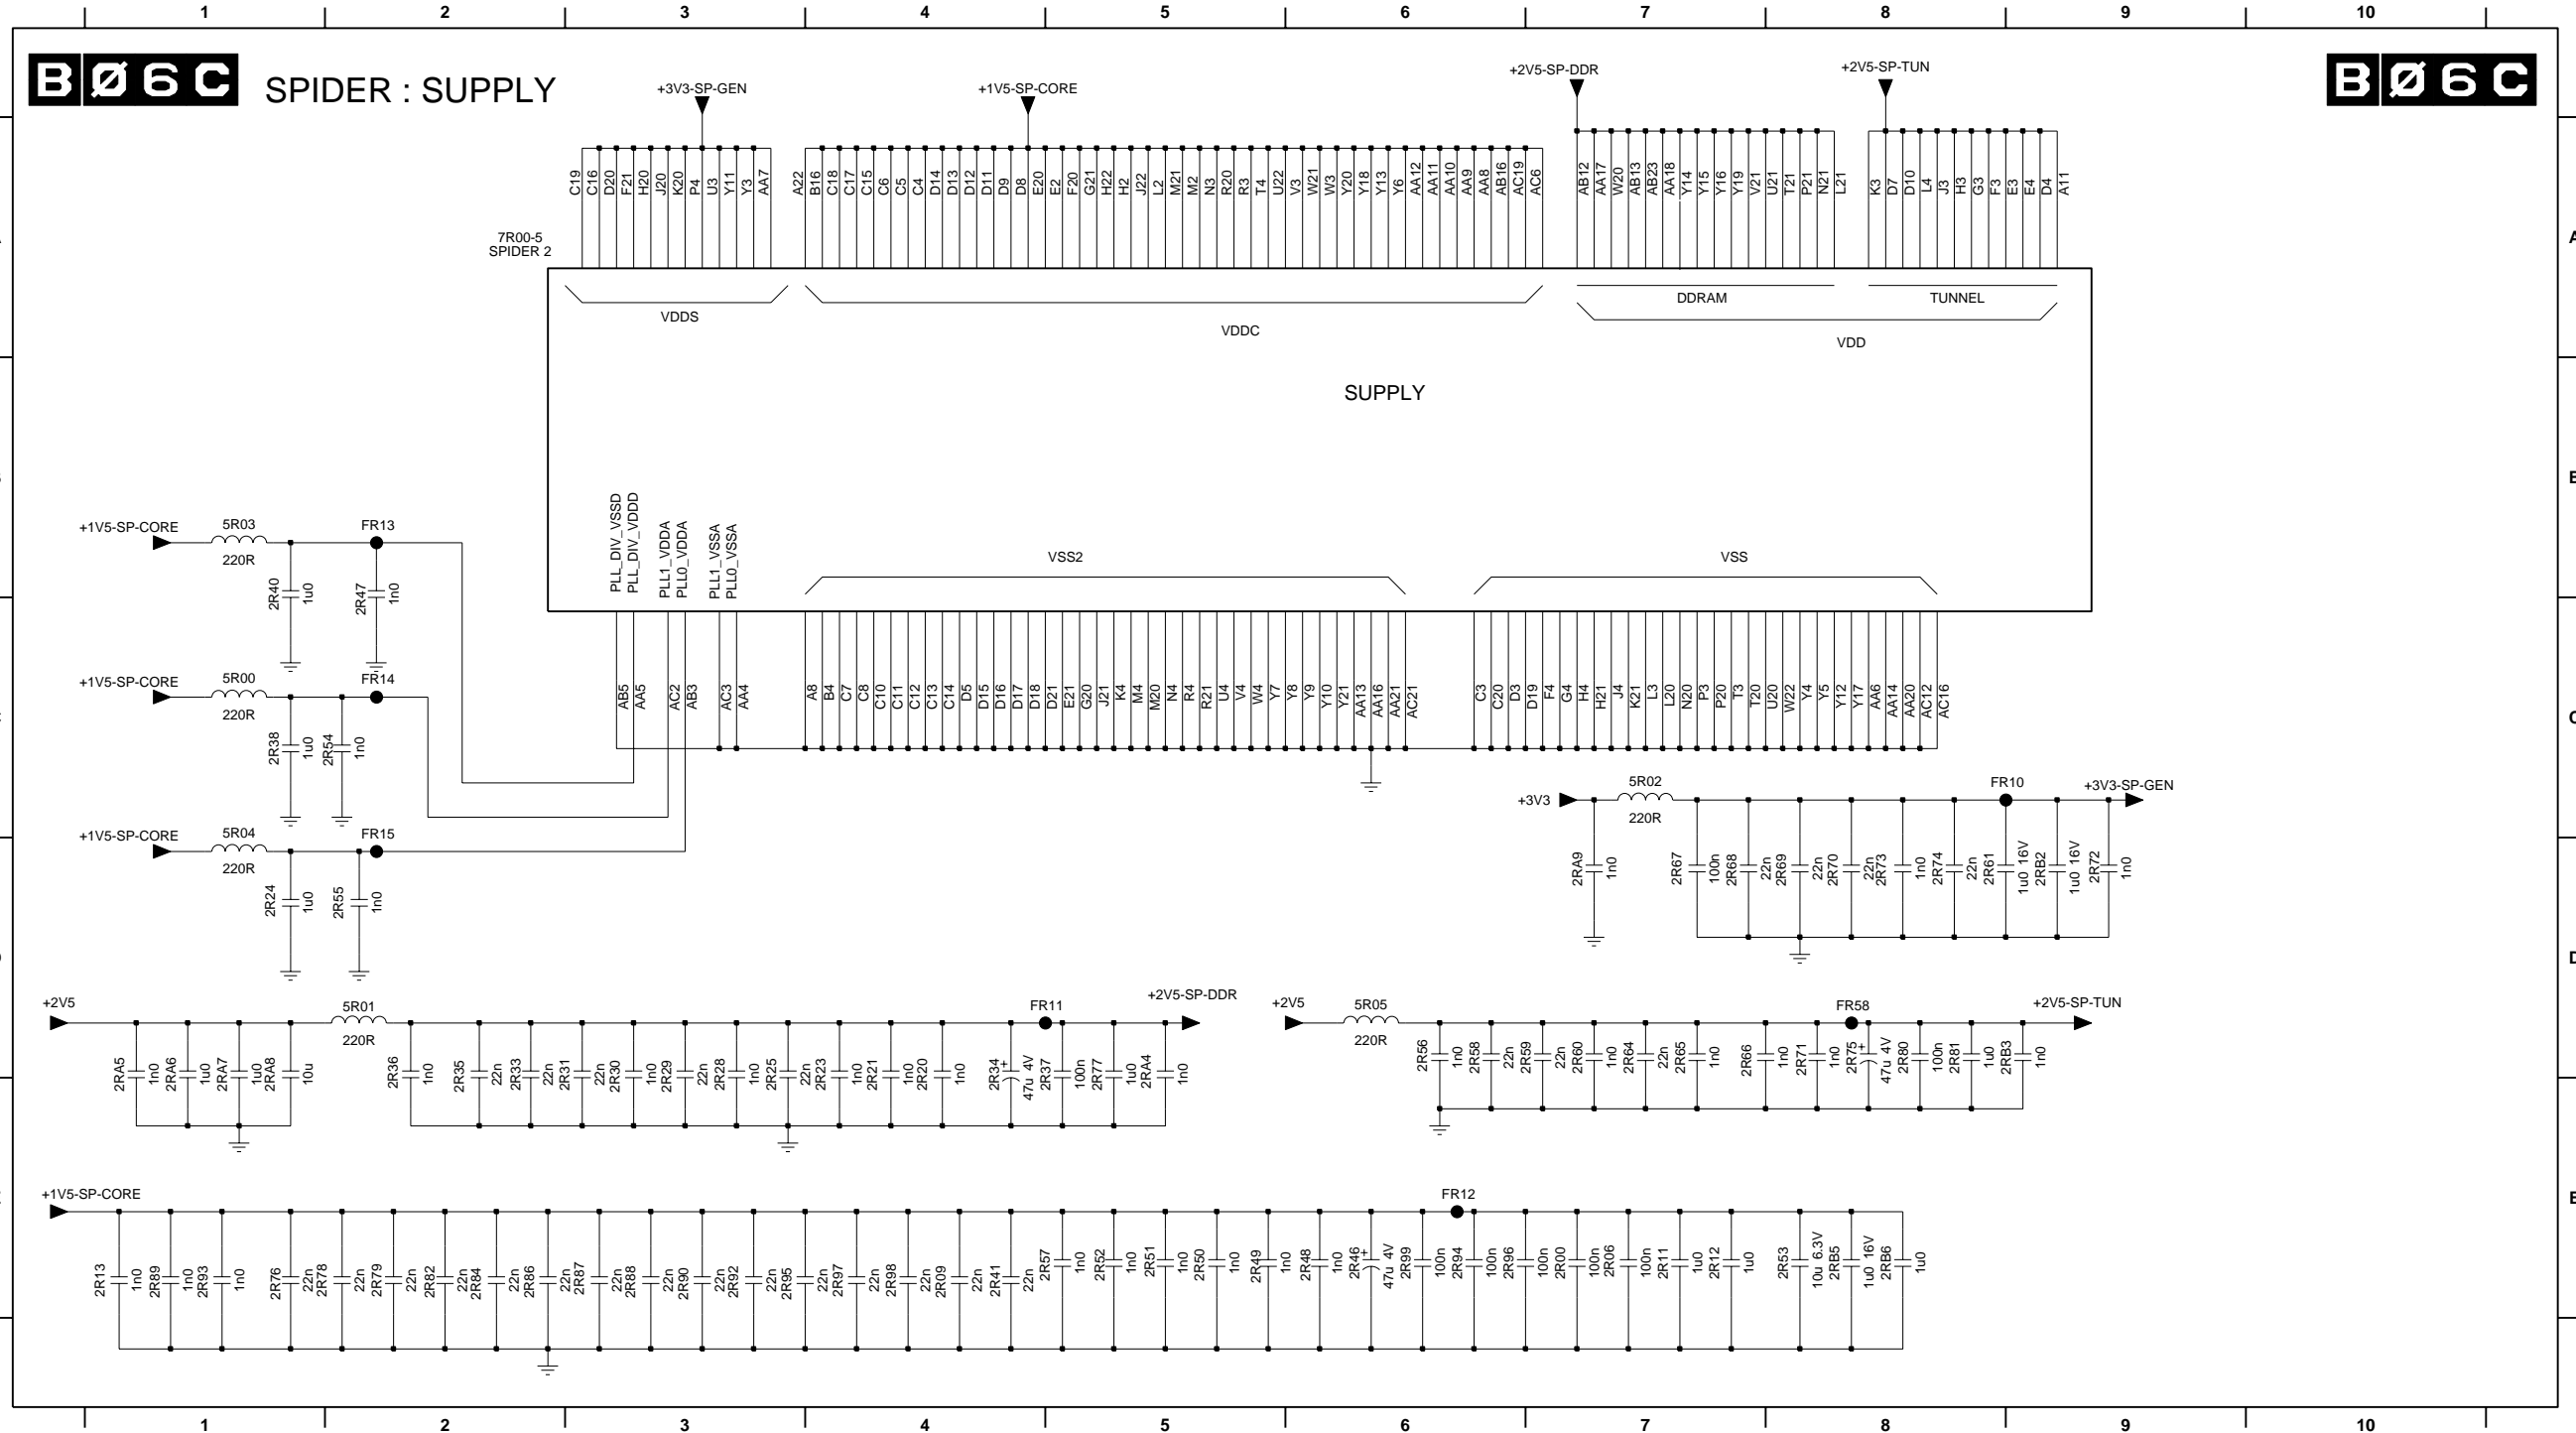 1 2 3 4 5 6 7 8 9 10
BØ6C SPIDER : SUPPLY BØ6C
+3V3-SP-GEN +1V5-SP-CORE +2V5-SP-DDR +2V5-SP-TUN
C19 C16 D20 F21 H20 J20 K20 P4 U3 Y11 Y3 AA7
A22 B16 C18 C17 C15 C6 C5 C4 D14 D13 D12 D11 D9 D8 E20 E2 F20 G21 H22 H2 J22 L2 M21 M2 N3 R20 R3 T4 U22 V3 W21 W3 Y20 Y18 Y13 Y6 AA12 AA11 AA10 AA9 AA8 AB16 AC19 AC6
AB12 AA17 W20 AB13 AB23 AA18 Y14 Y15 Y16 Y19 V21 U21 T21 P21 N21 L21
K3 D7 D10 L4 J3 H3 G3 F3 E3 E4 D4 A11
7R00-5
SPIDER 2
A
VDDS VDDC DDRAM TUNNEL
VDD
SUPPLY
B
PLL_DIV_VSSD PLL_DIV_VDDD PLL1_VDDA PLL0_VDDA PLL1_VSSA PLL0_VSSA
VSS2 VSS
+1V5-SP-CORE 5R03 FR13
220R
2R40 1u0 2R47 1n0
AB5 AA5 AC2 AB3 AC3 AA4
A8 B4 C7 C8 C10 C11 C12 C13 C14 D5 D15 D16 D17 D18 D21 E21 G20 J21 K4 M4 M20 N4 R4 R21 U4 V4 W4 Y7 Y8 Y9 Y10 Y21 AA13 AA16 AA21 AC21
C3 C20 D3 D19 F4 G4 H4 H21 J4 K21 L3 L20 N20 P3 P20 T3 T20 U20 W22 Y4 Y5 Y12 Y17 AA6 AA14 AA20 AC12 AC16
+1V5-SP-CORE 5R00 FR14
220R
C
2R38 1u0 2R54 1n0
+3V3 5R02 FR10 +3V3-SP-GEN
220R
+1V5-SP-CORE 5R04 FR15
220R
2R24 1u0 2R55 1n0
2RA9 1n0 2R67 100n 2R68 22n 2R69 22n 2R70 22n 2R73 1n0 2R74 22n 2R61 1u0 16V 2RB2 1u0 16V 2R72 1n0
D
+2V5 5R01 FR11 +2V5-SP-DDR
220R
2RA5 1n0 2RA6 1u0 2RA7 1u0 2RA8 10u 2R36 1n0 2R35 22n 2R33 22n 2R31 22n 2R30 1n0 2R29 22n 2R28 1n0 2R25 22n 2R23 1n0 2R21 1n0 2R20 1n0 2R34 + 47u 4V 2R37 100n 2R77 1u0 2RA4 1n0
+2V5 5R05 FR58 +2V5-SP-TUN
220R
2R56 1n0 2R58 22n 2R59 22n 2R60 1n0 2R64 22n 2R65 1n0 2R66 1n0 2R71 1n0 2R75 + 47u 4V 2R80 100n 2R81 1u0 2RB3 1n0
+1V5-SP-CORE FR12
E
2R13 1n0 2R89 1n0 2R93 1n0 2R76 22n 2R78 22n 2R79 22n 2R82 22n 2R84 22n 2R86 22n 2R87 22n 2R88 22n 2R90 22n 2R92 22n 2R95 22n 2R97 22n 2R98 22n 2R09 22n 2R41 22n 2R57 1n0 2R52 1n0 2R51 1n0 2R50 1n0 2R49 1n0 2R48 1n0 2R46 + 47u 4V 2R99 100n 2R94 100n 2R96 100n 2R00 100n 2R06 100n 2R11 1u0 2R12 1u0 2R53 10u 6.3V 2RB5 1u0 16V 2RB6 1u0
1 2 3 4 5 6 7 8 9 10